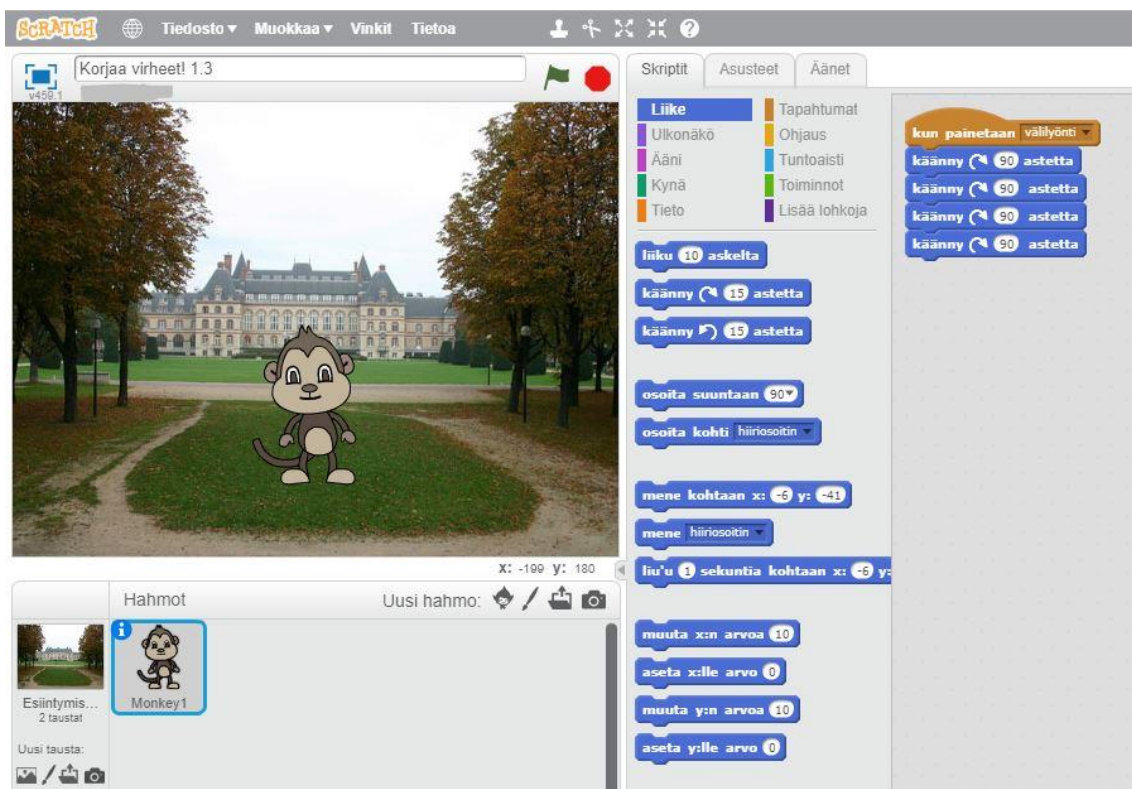 SCRATCH Tiedosto▼ Muokkaa▼ Vinkit Tietoa
Korjaa virheet! 1.3
v459.1
Skriptit Asusteet Äänet
Liike Tapahtumat
Ulkonäkö Ohjaus
Ääni Tuntoaisti
Kynä Toiminnot
Tieto Lisää lohkoja
liiku 10 askelta
käänny 15 astetta
käänny 15 astetta
osoita suuntaan 90▼
osoita kohti hiiriosoitin
mene kohtaan x: -6 y: -41
mene hiiriosoitin
liu'u 1 sekuntia kohtaan x: -6 y:
muuta x:n arvoa 10
aseta x:lle arvo 0
muuta y:n arvoa 10
aseta y:lle arvo 0
kun painetaan välilyönti
käänny 90 astetta
käänny 90 astetta
käänny 90 astetta
käänny 90 astetta
X: -199 Y: 180
Hahmot Uusi hahmo:
Esiintymis...
2 taustat
Uusi tausta:
Monkey1